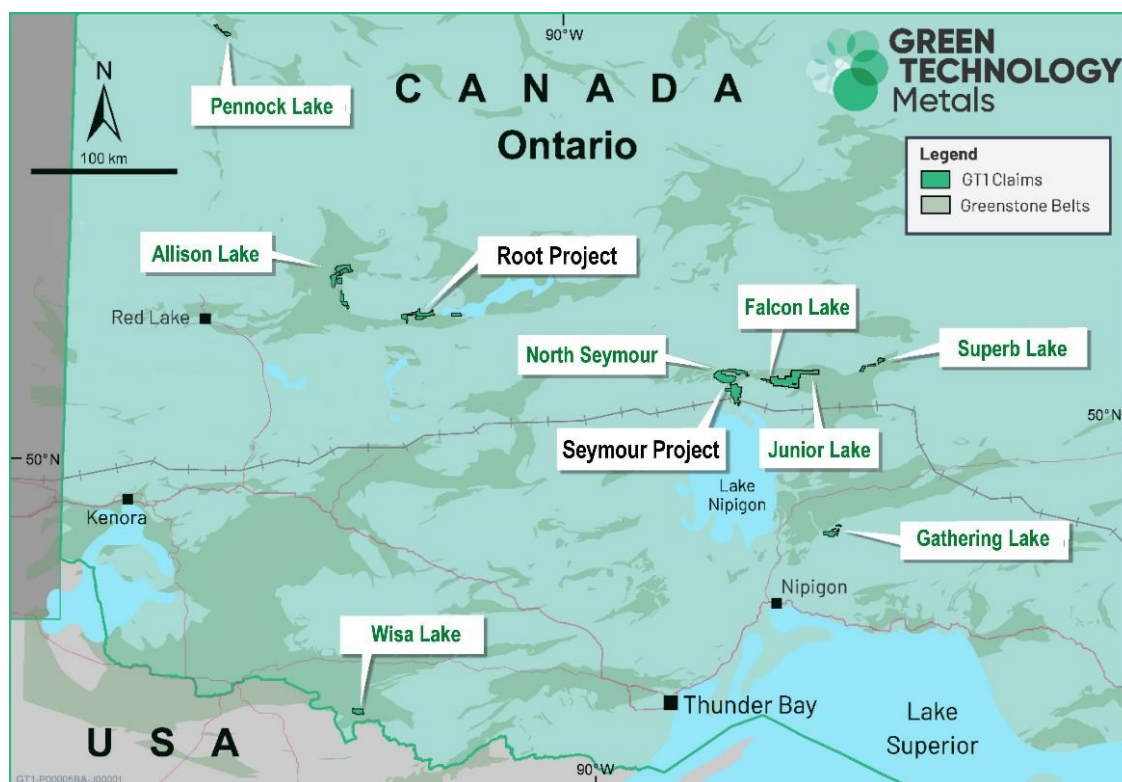 90°W
GREEN
TECHNOLOGY
Metals
N
100 km
Pennock Lake
CANADA
Ontario
Legend
GT1 Claims
Greenstone Belts
Allison Lake
Root Project
Red Lake
Falcon Lake
North Seymour
Superb Lake
50°N
Seymour Project
Junior Lake
50°N
Lake
Nipigon
Kenora
Gathering Lake
Nipigon
Wisa Lake
Thunder Bay
Lake
Superior
USA
90°W